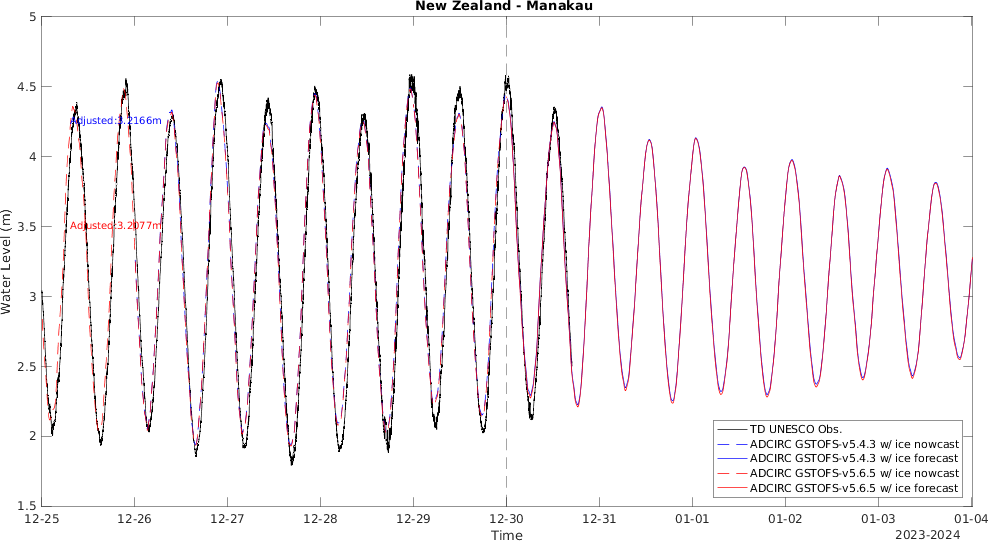 New Zealand - Manakau
Water Level (m)
5
4.5
4
3.5
3
2.5
2
1.5
Adjusted:3.2166m
Adjusted:3.2077m
TD UNESCO Obs.
ADCIRC GSTOFS-v5.4.3 w/ ice nowcast
ADCIRC GSTOFS-v5.4.3 w/ ice forecast
ADCIRC GSTOFS-v5.6.5 w/ ice nowcast
ADCIRC GSTOFS-v5.6.5 w/ ice forecast
12-25 12-26 12-27 12-28 12-29 12-30 12-31 01-01 01-02 01-03 01-04
Time
2023-2024